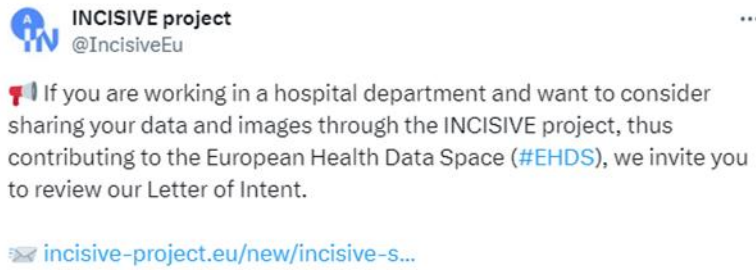 INCISIVE project
@IncisiveEu
📢 If you are working in a hospital department and want to consider
sharing your data and images through the INCISIVE project, thus
contributing to the European Health Data Space (#EHDS), we invite you
to review our Letter of Intent.
📨 incisive-project.eu/new/incisive-s...